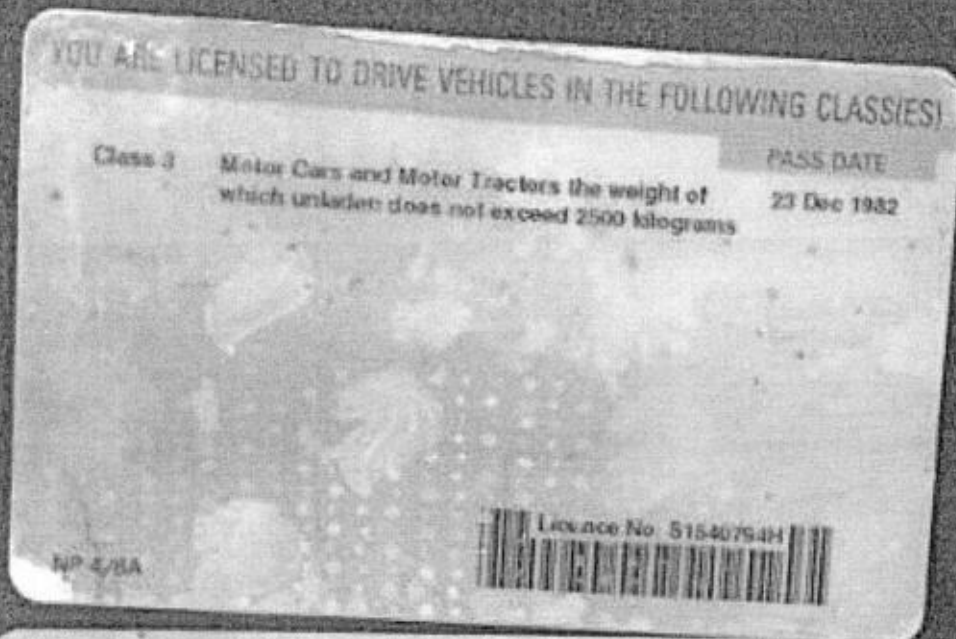 YOU ARE LICENSED TO DRIVE VEHICLES IN THE FOLLOWING CLASS(ES)
PASS DATE
Class 3 Motor Cars and Motor Tractors the weight of 23 Dec 1982
which unladen does not exceed 2500 kilograms
Licence No S1540794H
NP 4/8A